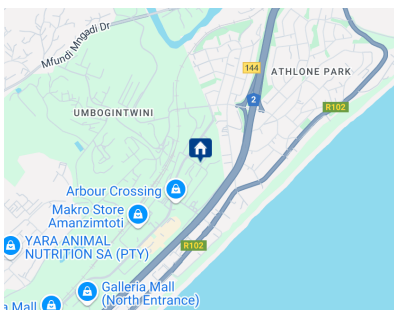 Mfundi Mngadi Dr
144
ATHLONE PARK
2
R102
UMBOGINTWINI
Arbour Crossing
Makro Store
Amanzimtoti
R102
YARA ANIMAL
NUTRITION SA (PTY)
Galleria Mall
(North Entrance)
a Mall